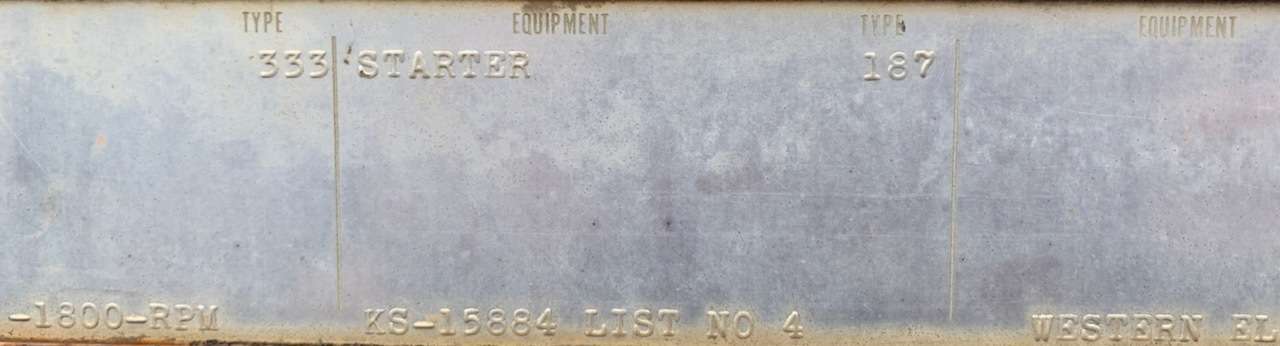 TYPE EQUIPMENT TYPE EQUIPMENT
333 STARTER 187
-1800-RPM KS-15884 LIST NO 4 WESTERN EL